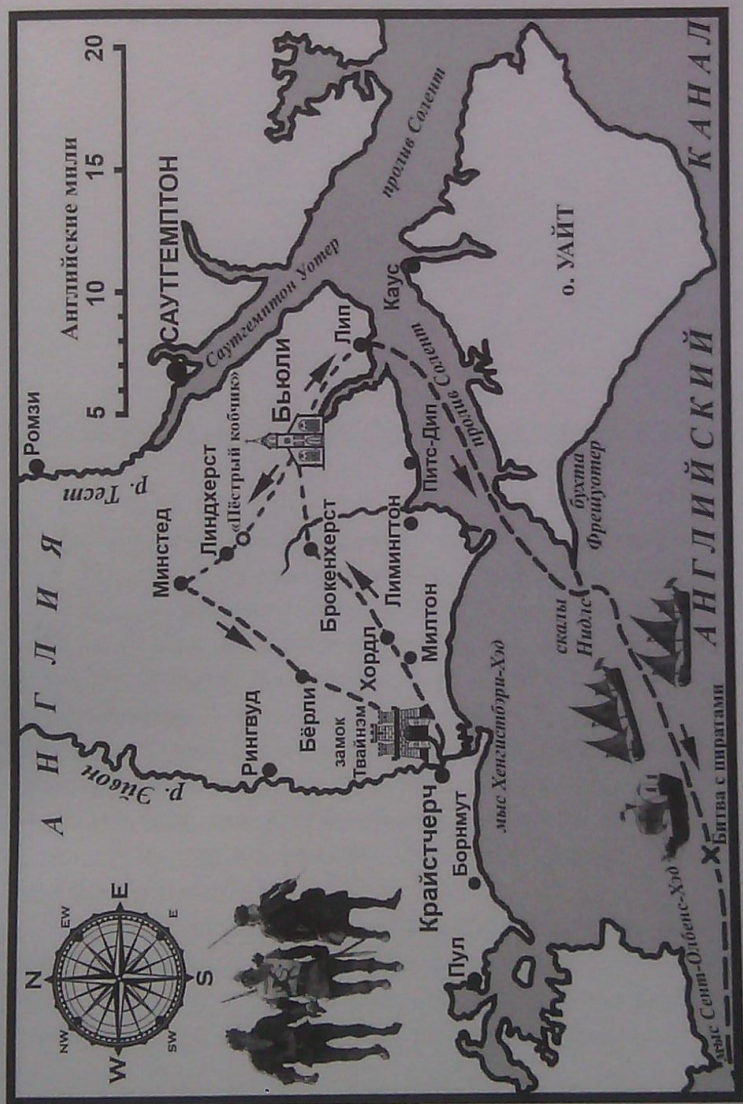 А Н Г Л И Я
Ромзи
Английские мили
5 10 15 20
N
EW
E
E
S
SW
W
NW
р. Эйвон
р. Тест
САУТГЕМПТОН
Минстед
Линдхерст
«Пёстрый кобчик»
Саутгемптон Уотер
Рингвуд
Бёрли
Бьюли
Брокенхерст
Лип
пролив Солент
замок
Твайнэм
Хордл
Лимингтон
Милтон
Питс-Дип
Каус
пролив Солент
Крайстчерч
Борнмут
Пул
мыс Хенгистбэри-Хэд
о. УАЙТ
бухта
Фрешуотер
скалы
Нидлс
мыс Сент-Олбенс-Хэд
Битва с пиратами
АНГЛИЙСКИЙ КАНАЛ